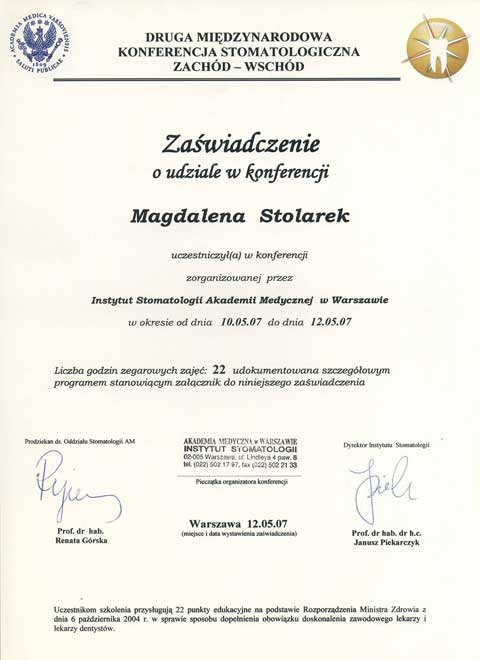 ACADEMIA MEDICA VARSOVIENSIS
1809
SALUTI PUBLICAE
DRUGA MIĘDZYNARODOWA
KONFERENCJA STOMATOLOGICZNA
ZACHÓD – WSCHÓD
Zaświadczenie
o udziale w konferencji
Magdalena Stolarek
uczestniczył(a) w konferencji
zorganizowanej przez
Instytut Stomatologii Akademii Medycznej w Warszawie
w okresie od dnia 10.05.07 do dnia 12.05.07
Liczba godzin zegarowych zajęć: 22 udokumentowana szczegółowym
programem stanowiącym załącznik do niniejszego zaświadczenia
Prodziekan ds. Oddziału Stomatologii AM
Prof. dr hab.
Renata Górska
AKADEMIA MEDYCZNA w WARSZAWIE
INSTYTUT STOMATOLOGII
02-005 Warszawa, ul. Lindleya 4 paw. 8
tel. (022) 502 17 97, fax (022) 502 21 33
Pieczątka organizatora konferencji
Warszawa 12.05.07
(miejsce i data wystawienia zaświadczenia)
Dyrektor Instytutu Stomatologii
Prof. dr hab. dr h.c.
Janusz Piekarczyk
Uczestnikom szkolenia przysługują 22 punkty edukacyjne na podstawie Rozporządzenia Ministra Zdrowia z
dnia 6 października 2004 r. w sprawie sposobu dopełnienia obowiązku doskonalenia zawodowego lekarzy i
lekarzy dentystów.